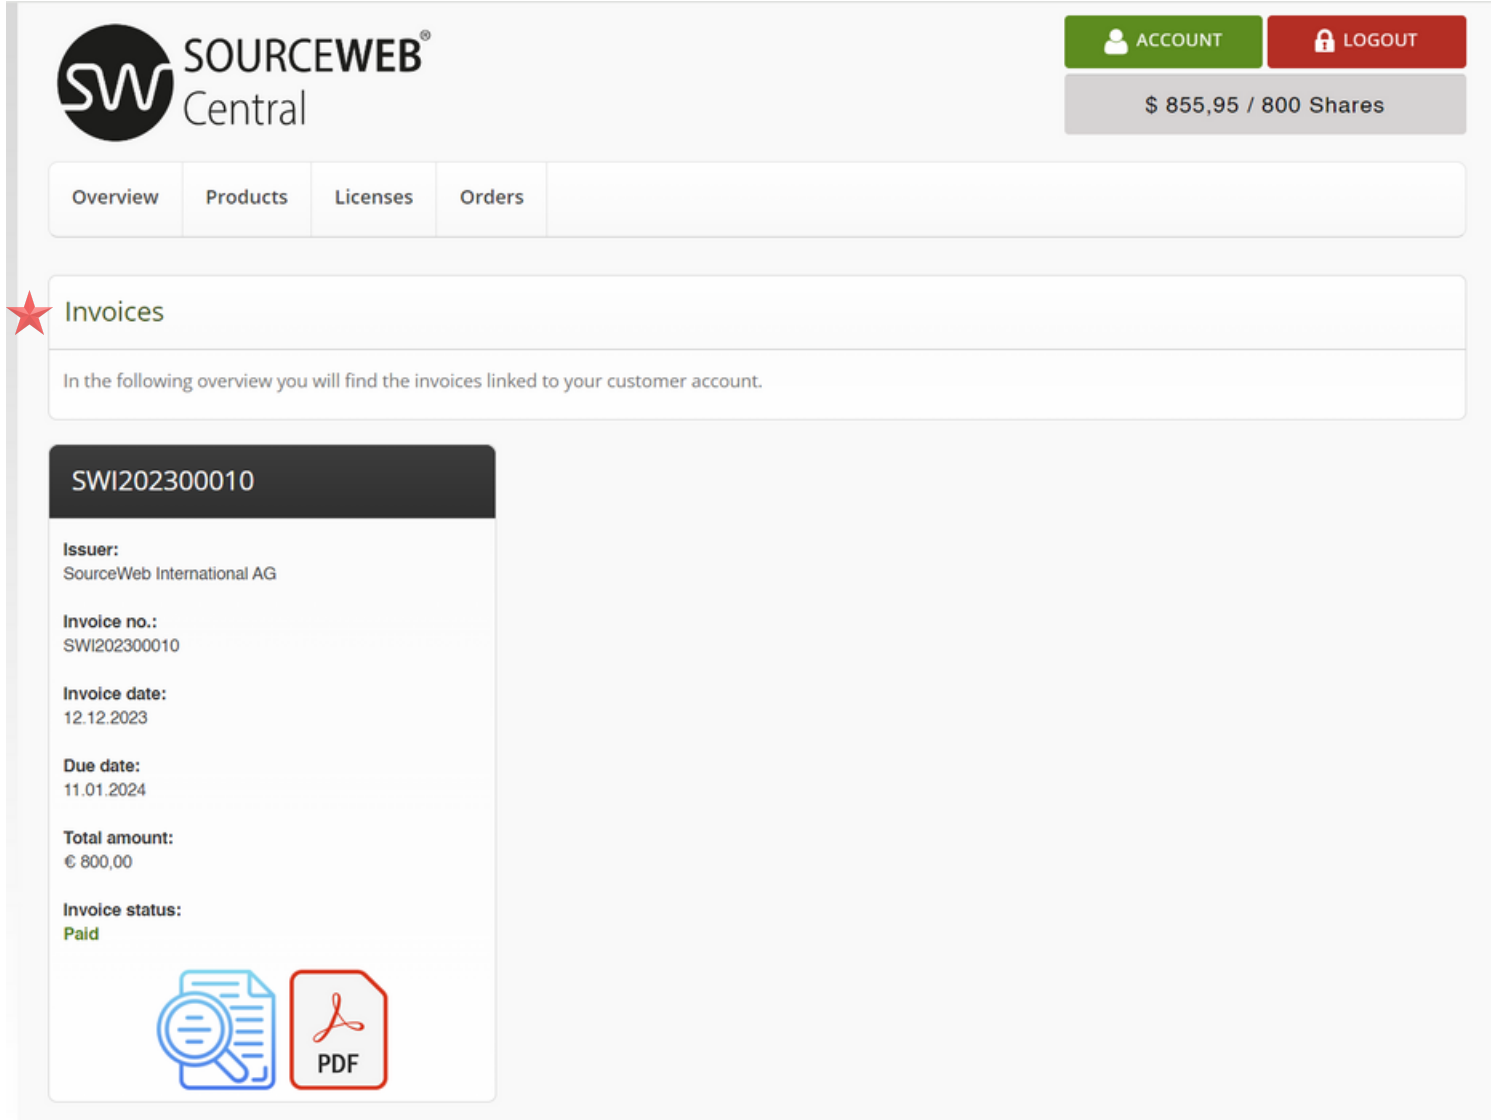 SW SOURCEWEB®
Central
ACCOUNT
LOGOUT
$ 855,95 / 800 Shares
Overview Products Licenses Orders
Invoices
In the following overview you will find the invoices linked to your customer account.
SWI202300010
Issuer:
SourceWeb International AG
Invoice no.:
SWI202300010
Invoice date:
12.12.2023
Due date:
11.01.2024
Total amount:
€ 800,00
Invoice status:
Paid
PDF